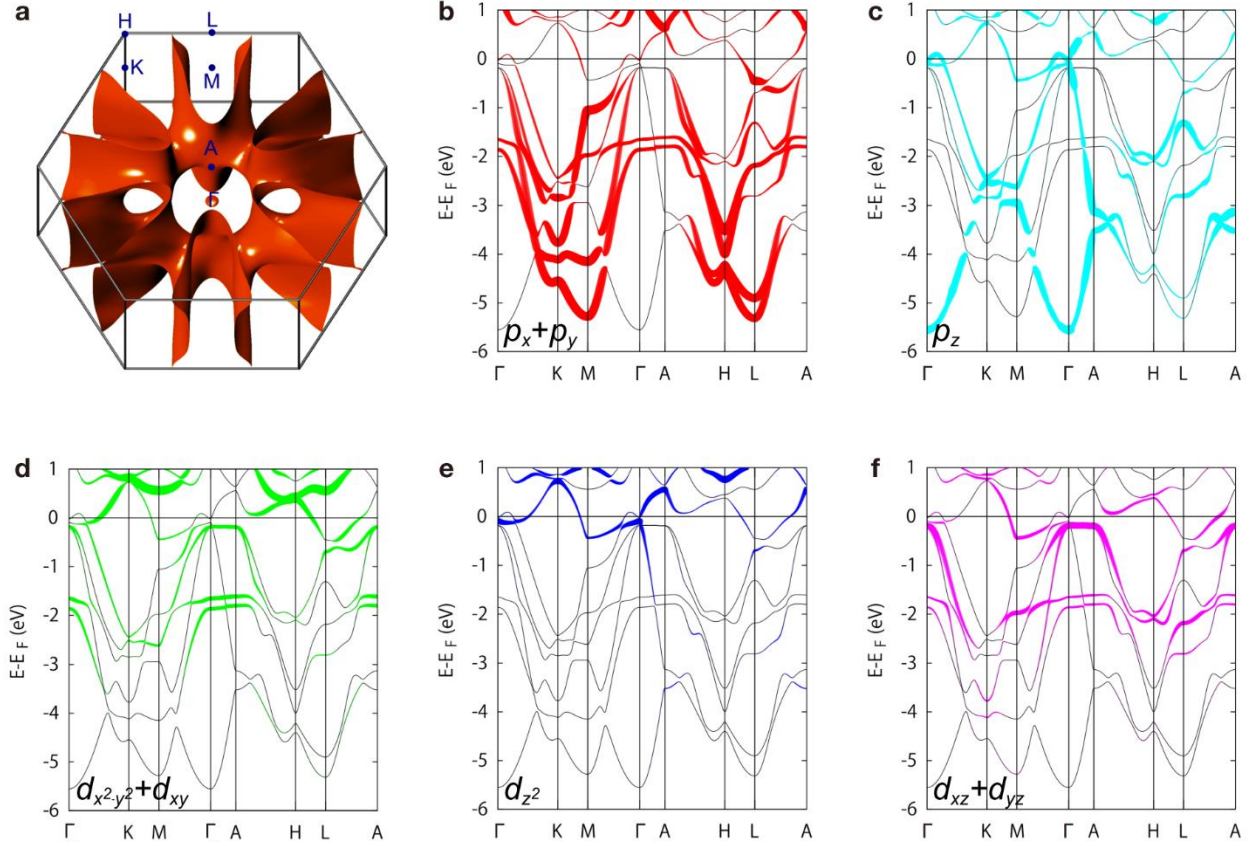 a
H
L
K
M
A
Γ
b
E-E F (eV)
1
0
-1
-2
-3
-4
-5
-6
px+py
Γ K M Γ A H L A
c
E-E F (eV)
1
0
-1
-2
-3
-4
-5
-6
pz
Γ K M Γ A H L A
d
E-E F (eV)
1
0
-1
-2
-3
-4
-5
-6
dx2-y2+dxy
Γ K M Γ A H L A
e
E-E F (eV)
1
0
-1
-2
-3
-4
-5
-6
dz2
Γ K M Γ A H L A
f
E-E F (eV)
1
0
-1
-2
-3
-4
-5
-6
dxz+dyz
Γ K M Γ A H L A